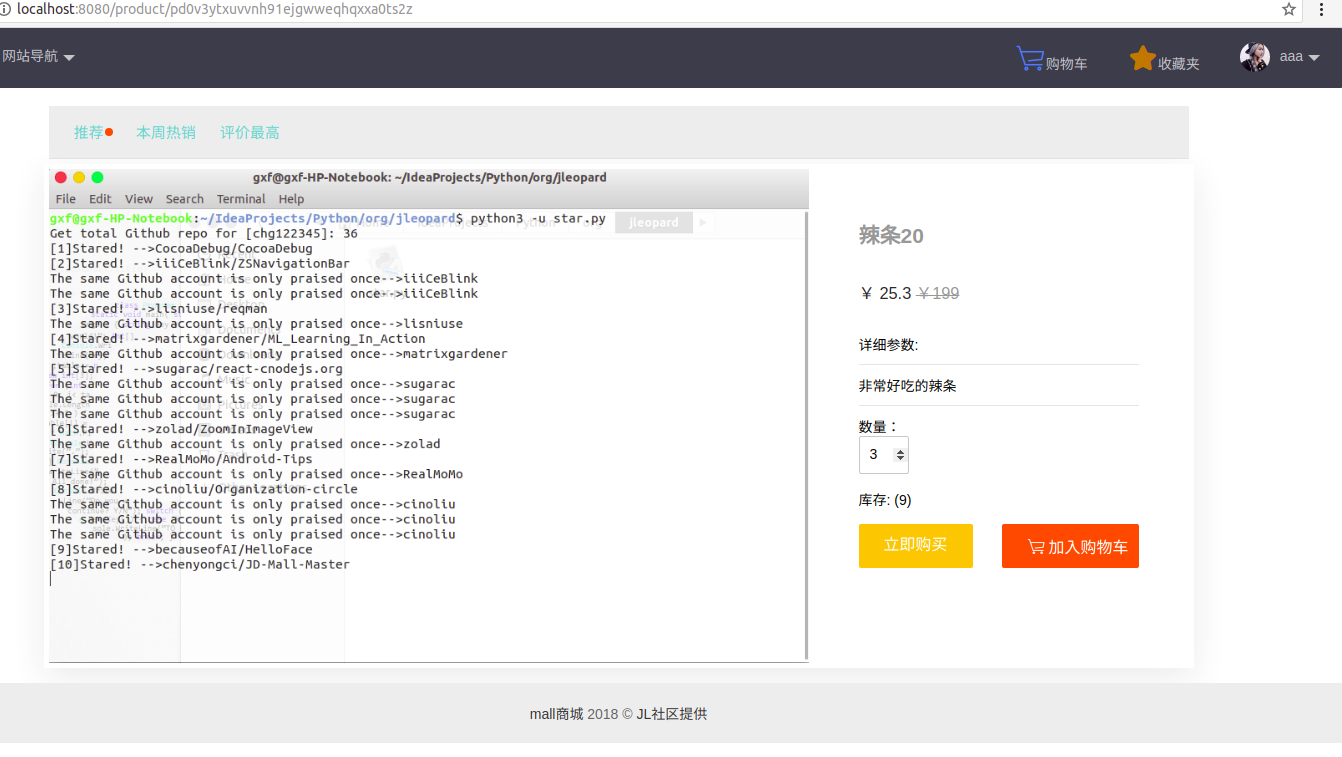 localhost:8080/product/pd0v3ytxuvvnh91ejgwweqhqxxa0ts2z
网站导航 购物车 收藏夹 aaa
推荐 本周热销 评价最高
gxf@gxf-HP-Notebook: ~/IdeaProjects/Python/org/jleopard
File Edit View Search Terminal Help
gxf@gxf-HP-Notebook:~/IdeaProjects/Python/org/jleopard$ python3 -u star.py
jleopard
Get total Github repo for [chg122345]: 36
[1]Stared! -->CocoaDebug/CocoaDebug
[2]Stared! -->iiiCeBlink/ZSNavigationBar
The same Github account is only praised once-->iiiCeBlink
The same Github account is only praised once-->iiiCeBlink
[3]Stared! -->lisniuse/reqman
The same Github account is only praised once-->lisniuse
[4]Stared! -->matrixgardener/ML_Learning_In_Action
The same Github account is only praised once-->matrixgardener
[5]Stared! -->sugarac/react-cnodejs.org
The same Github account is only praised once-->sugarac
The same Github account is only praised once-->sugarac
The same Github account is only praised once-->sugarac
[6]Stared! -->zolad/ZoomImageView
The same Github account is only praised once-->zolad
[7]Stared! -->RealMoMo/Android-Tips
The same Github account is only praised once-->RealMoMo
[8]Stared! -->cinoliu/Organization-circle
The same Github account is only praised once-->cinoliu
The same Github account is only praised once-->cinoliu
The same Github account is only praised once-->cinoliu
[9]Stared! -->becauseofAI/HelloFace
[10]Stared! -->chenyongci/JD-Mall-Master
辣条20
￥ 25.3 ￥199
详细参数:
非常好吃的辣条
数量：
3
库存: (9)
立即购买 加入购物车
mall商城 2018 © JL社区提供